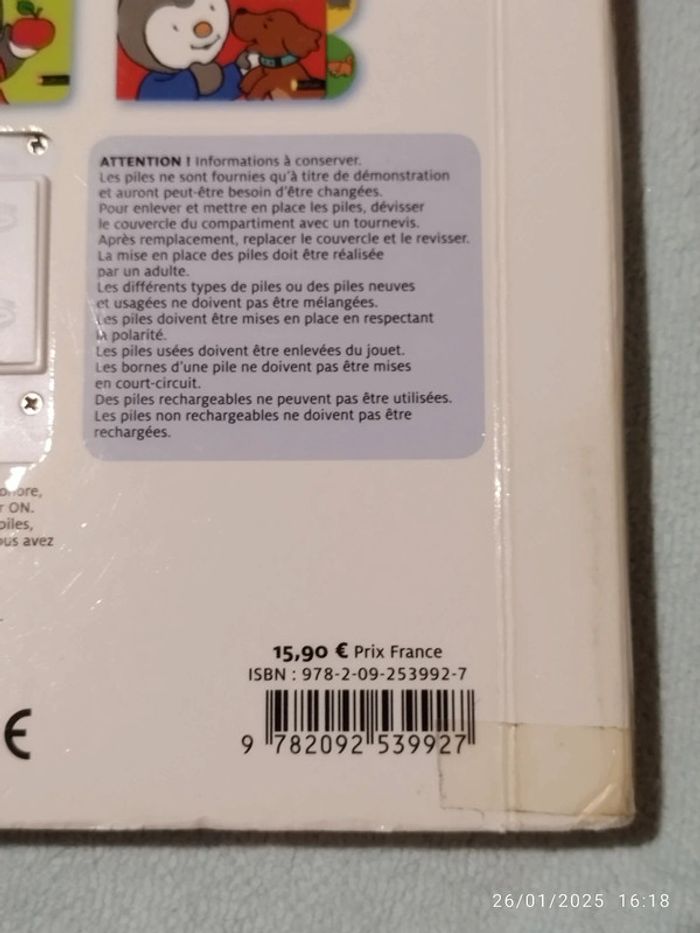 ATTENTION ! Informations à conserver.
Les piles ne sont fournies qu'à titre de démonstration
et auront peut-être besoin d'être changées.
Pour enlever et mettre en place les piles, dévisser
le couvercle du compartiment avec un tournevis.
Après remplacement, replacer le couvercle et le revisser.
La mise en place des piles doit être réalisée
par un adulte.
Les différents types de piles ou des piles neuves
et usagées ne doivent pas être mélangées.
Les piles doivent être mises en place en respectant
la polarité.
Les piles usées doivent être enlevées du jouet.
Les bornes d'une pile ne doivent pas être mises
en court-circuit.
Des piles rechargeables ne peuvent pas être utilisées.
Les piles non rechargeables ne doivent pas être
rechargées.
ON.
piles,
avez
15,90 € Prix France
ISBN : 978-2-09-253992-7
9 782092 539927
26/01/2025 16:18